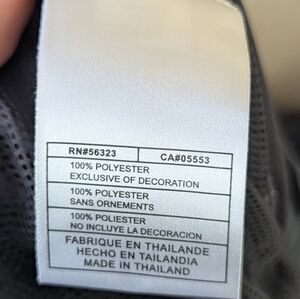 RN#56323 CA#05553
100% POLYESTER
EXCLUSIVE OF DECORATION
100% POLYESTER
SANS ORNEMENTS
100% POLIESTER
NO INCLUYE LA DECORACION
FABRIQUE EN THAILANDE
HECHO EN TAILANDIA
MADE IN THAILAND